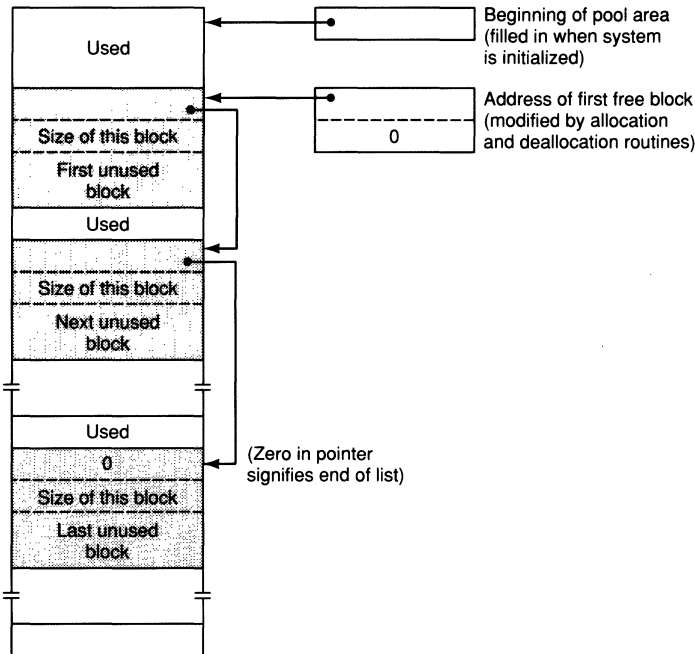 Used
Beginning of pool area
(filled in when system
is initialized)
Size of this block
First unused
block
Address of first free block
(modified by allocation
and deallocation routines)
0
Used
Size of this block
Next unused
block
Used
0
(Zero in pointer
signifies end of list)
Size of this block
Last unused
block